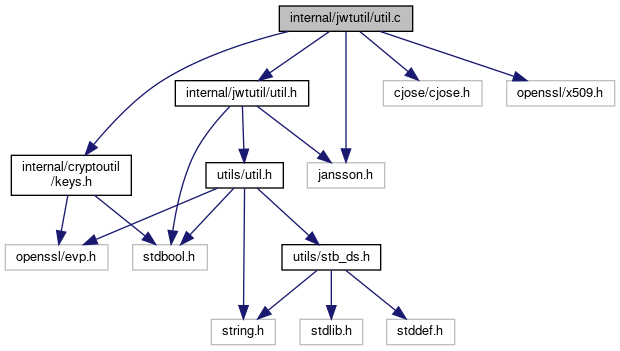 internal/jwtutil/util.c
internal/jwtutil/util.h
cjose/cjose.h
openssl/x509.h
internal/cryptoutil
/keys.h
utils/util.h
jansson.h
openssl/evp.h
stdbool.h
utils/stb_ds.h
string.h
stdlib.h
stddef.h